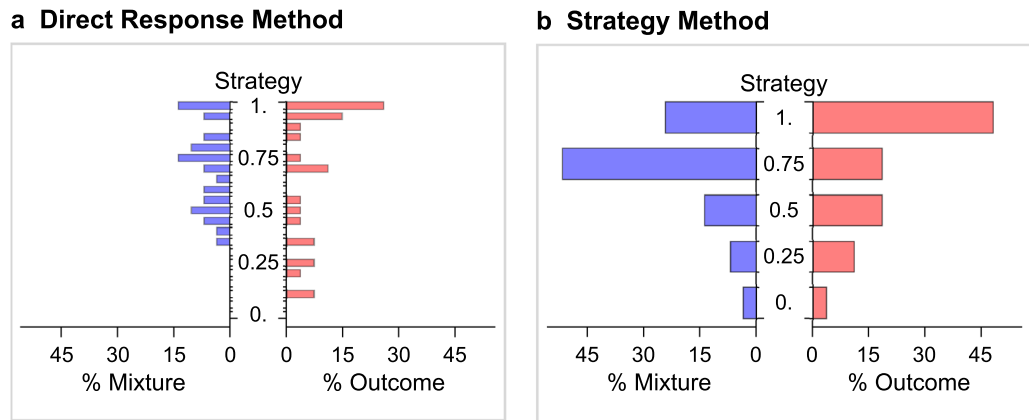 a Direct Response Method
Strategy
1.
0.75
0.5
0.25
0.
45 30 15 0 0 15 30 45
% Mixture % Outcome
b Strategy Method
Strategy
1.
0.75
0.5
0.25
0.
45 30 15 0 0 15 30 45
% Mixture % Outcome